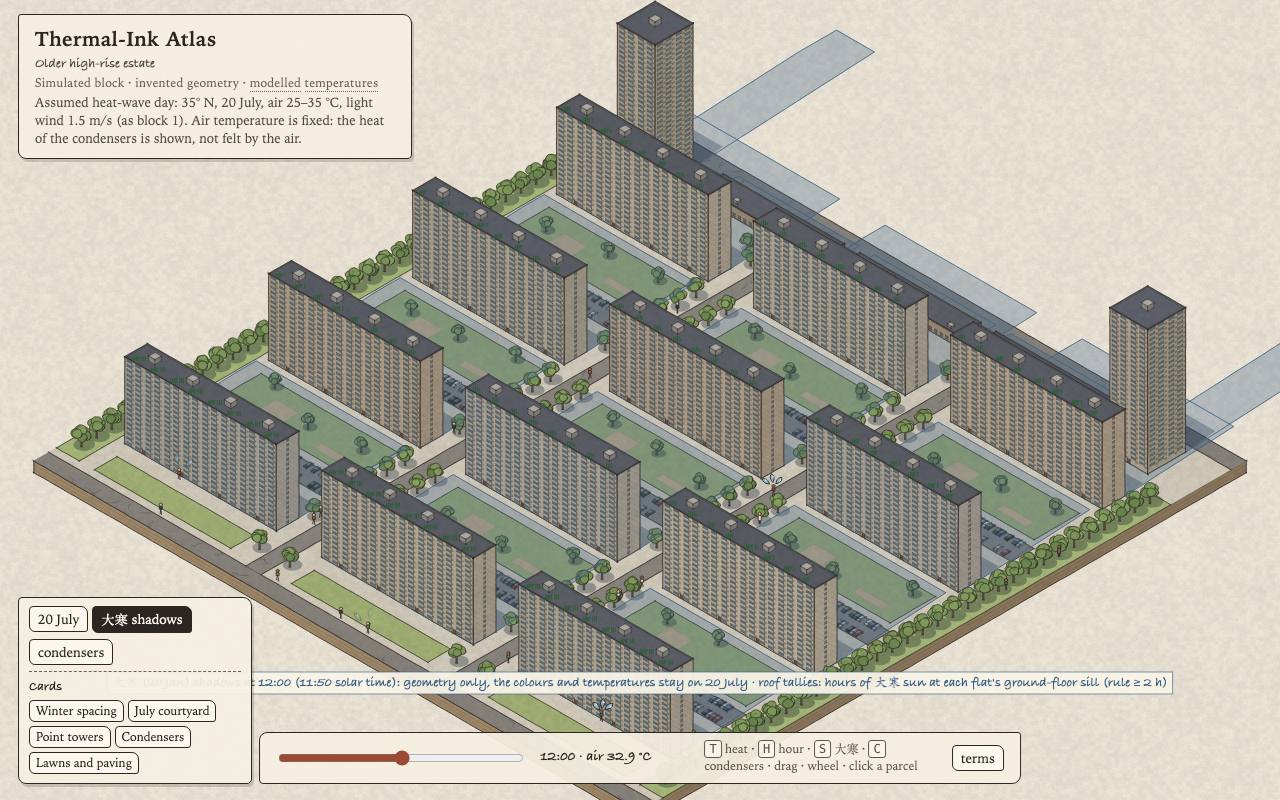 Thermal-Ink Atlas
Older high-rise estate
Simulated block · invented geometry · modelled temperatures
Assumed heat-wave day: 35° N, 20 July, air 25–35 °C, light
wind 1.5 m/s (as block 1). Air temperature is fixed: the heat
of the condensers is shown, not felt by the air.
20 July
大寒 shadows
condensers
Cards
Winter spacing
July courtyard
Point towers
Condensers
Lawns and paving
shadows at 12:00 (11:50 solar time): geometry only, the colours and temperatures stay on 20 July · roof tallies: hours of 大寒 sun at each flat's ground-floor sill (rule ≥ 2 h)
12:00 · air 32.9 °C
T heat · H hour · S 大寒 · C
condensers · drag · wheel · click a parcel
terms